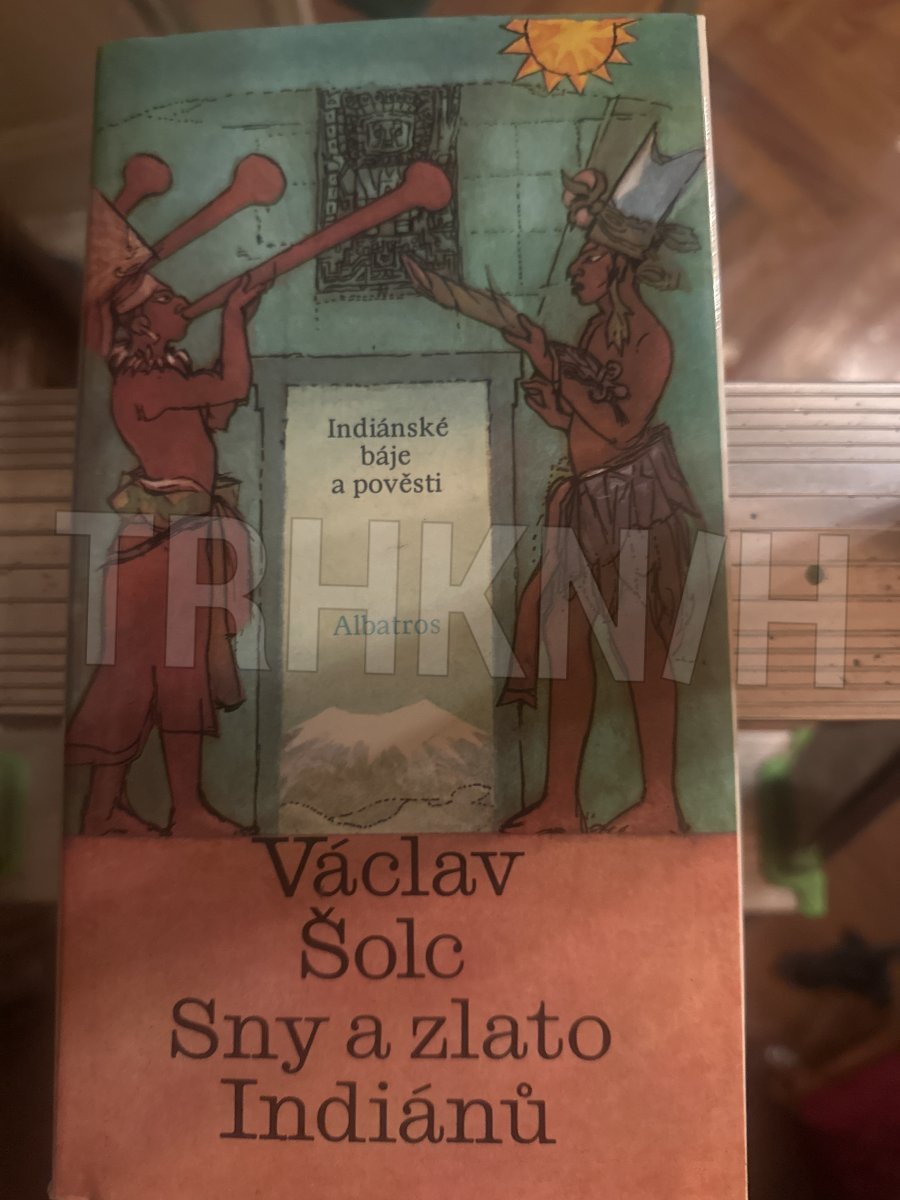 Indiánské
báje
a pověsti
TRHKNIH
Albatros
Václav
Šolc
Sny a zlato
Indiánů